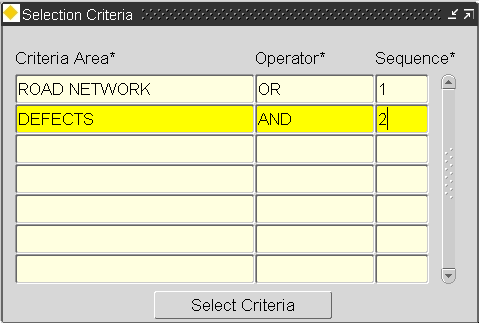 Selection Criteria
Criteria Area* Operator* Sequence*
ROAD NETWORK OR 1
DEFECTS AND 2
Select Criteria